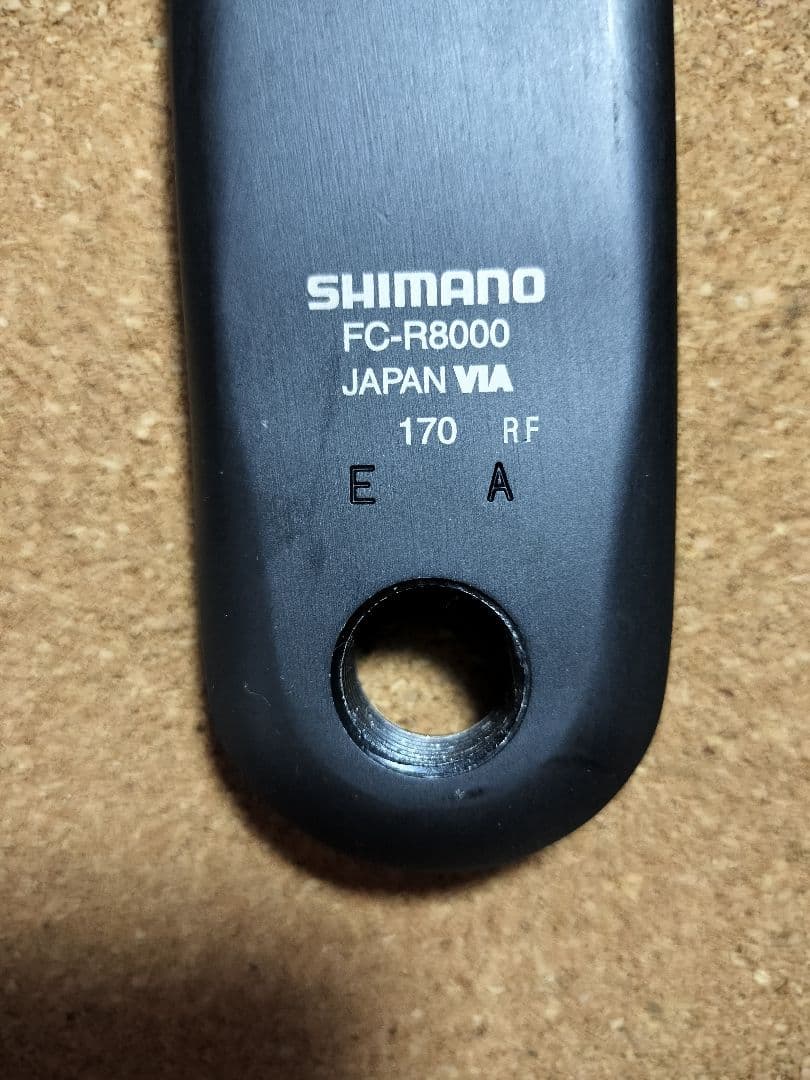 SHIMANO
FC-R8000
JAPAN VIA
170 RF
E A